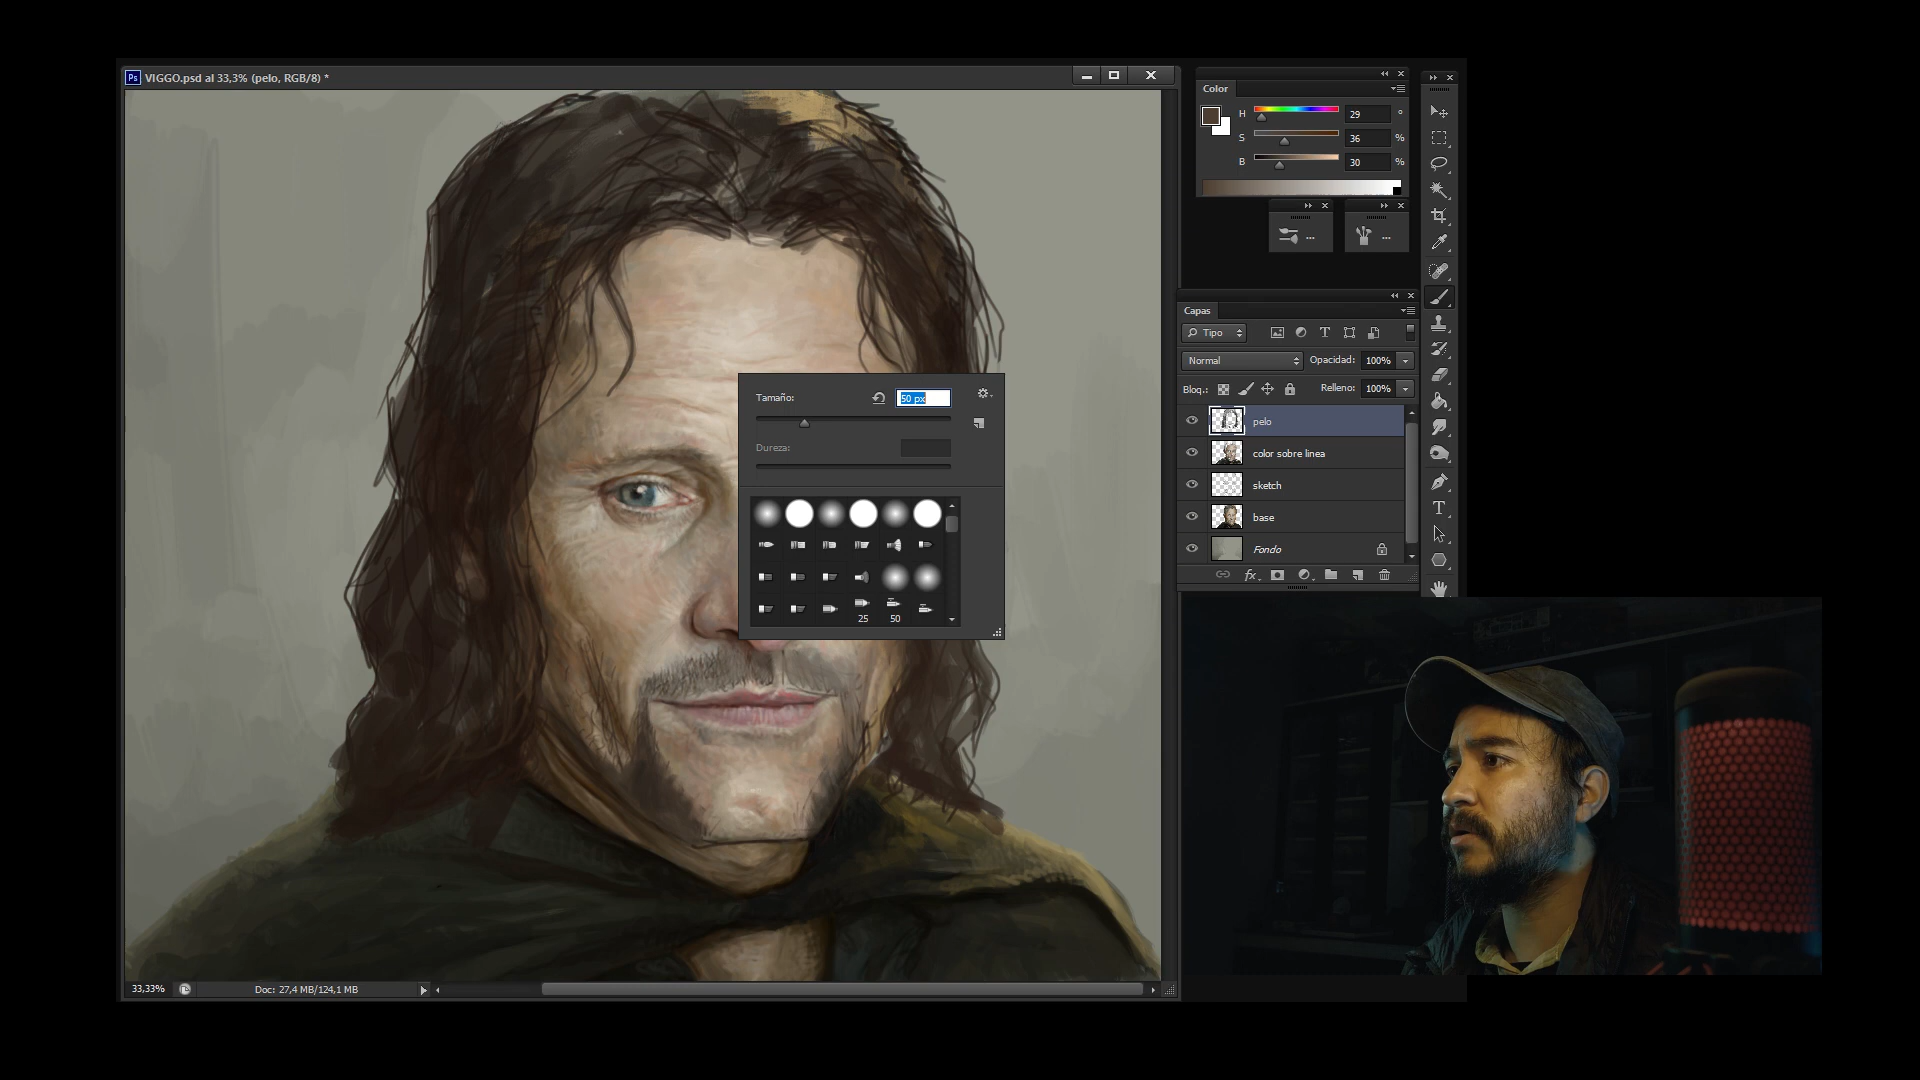 Ps VIGGO.psd al 33,3% (pelo, RGB/8) *
Color
H 29 °
S 36 %
B 30 %
...
...
Capas
Tipo
Normal Opacidad: 100%
Bloq.: Relleno: 100%
pelo
color sobre linea
sketch
base
Fondo
fx
T
T
Tamaño: 50 px
Dureza:
25 50
33,33% Doc: 27,4 MB/124,1 MB